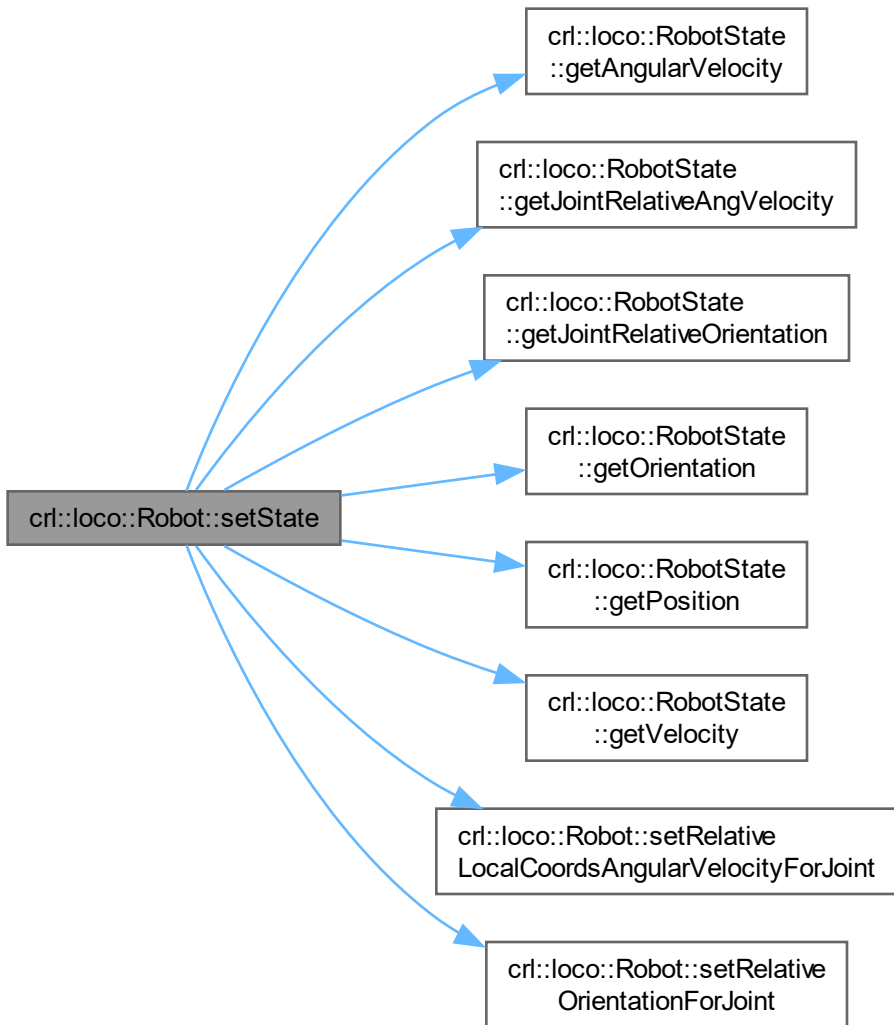 crl::loco::RobotState
::getAngularVelocity
crl::loco::RobotState
::getJointRelativeAngVelocity
crl::loco::RobotState
::getJointRelativeOrientation
crl::loco::RobotState
::getOrientation
crl::loco::Robot::setState
crl::loco::RobotState
::getPosition
crl::loco::RobotState
::getVelocity
crl::loco::Robot::setRelative
LocalCoordsAngularVelocityForJoint
crl::loco::Robot::setRelative
OrientationForJoint